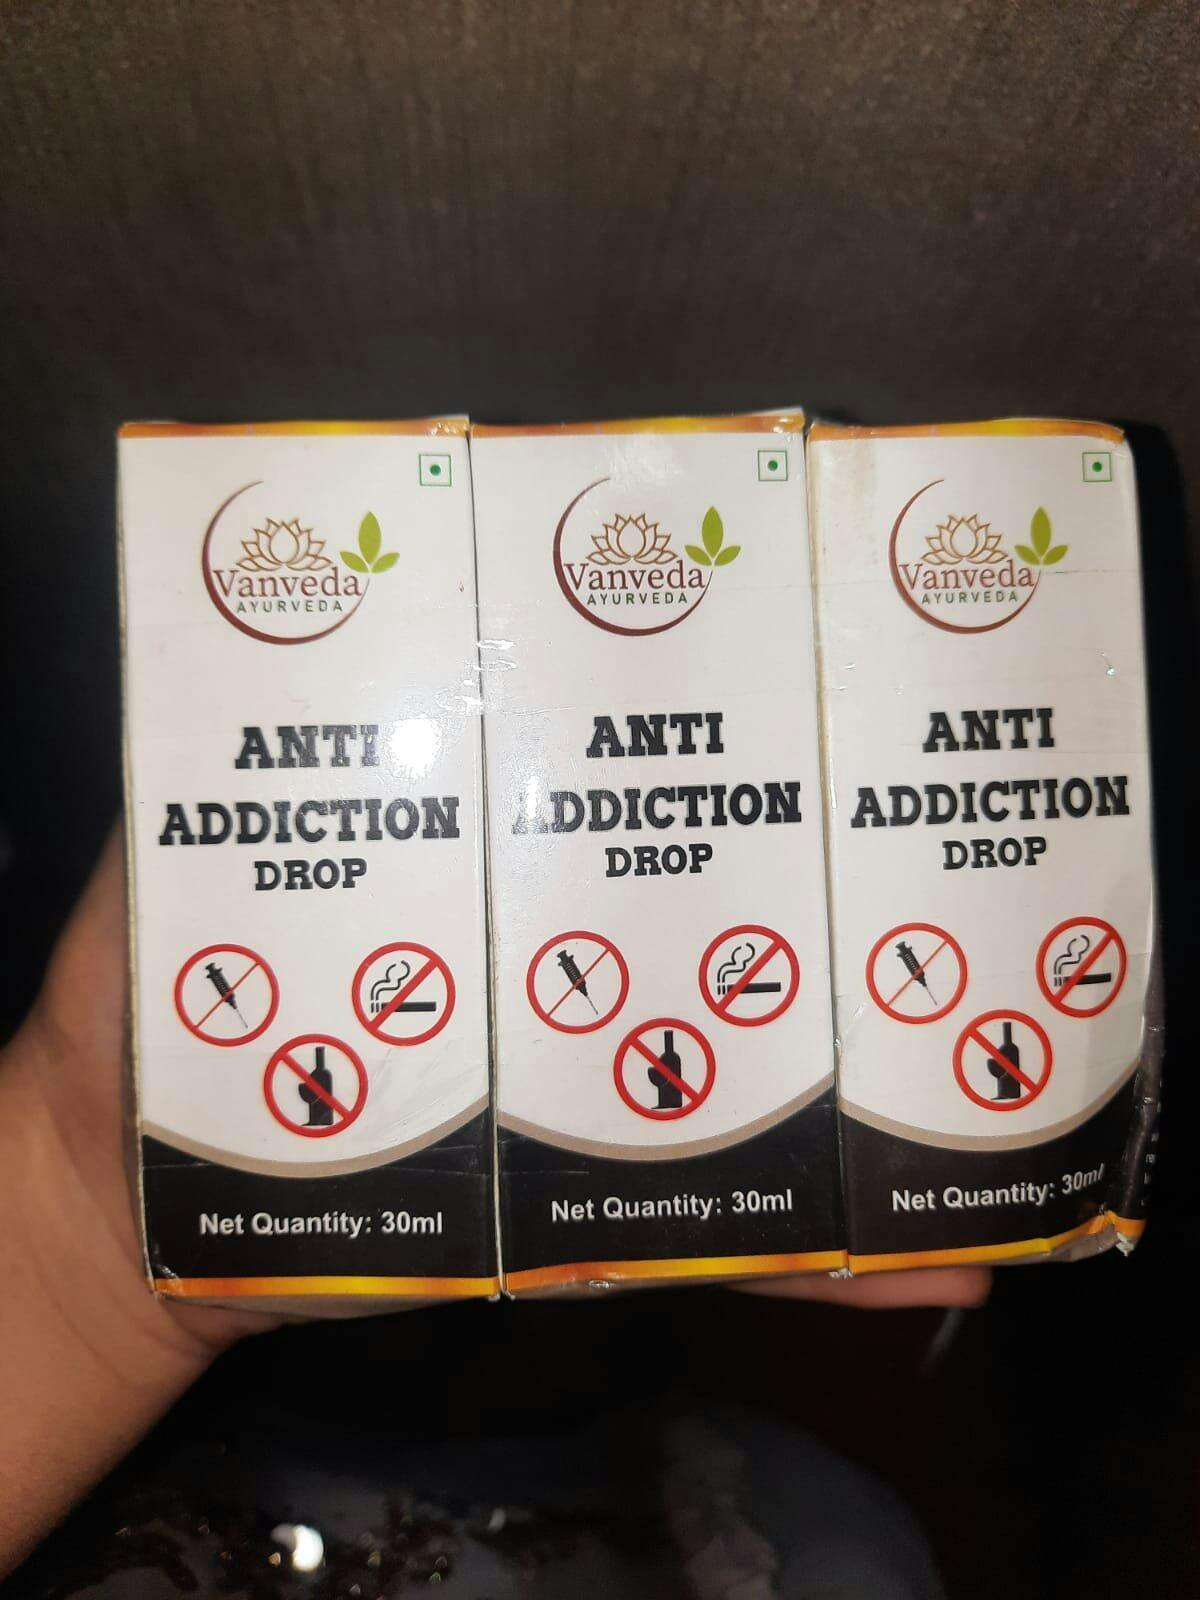 Vanveda
AYURVEDA
ANTI
ADDICTION
DROP
Net Quantity: 30ml
Vanveda
AYURVEDA
ANTI
ADDICTION
DROP
Net Quantity: 30ml
Vanveda
AYURVEDA
ANTI
ADDICTION
DROP
Net Quantity: 30ml